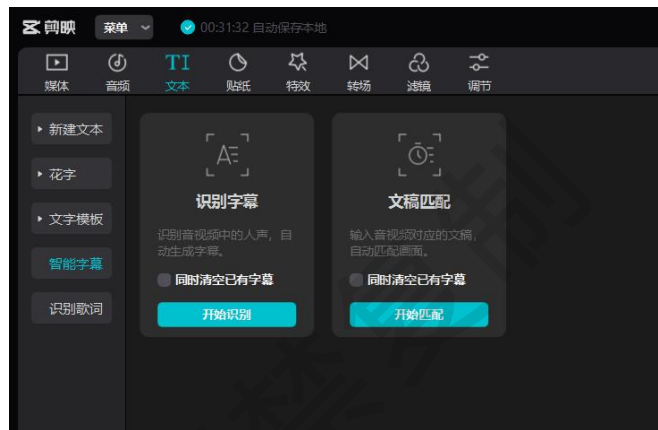 剪映 菜单 00:31:32 自动保存本地
TI
媒体 音频 文本 贴纸 特效 转场 滤镜 调节
新建文本
花字
文字模板
智能字幕
识别歌词
识别字幕
识别音视频中的人声，自
动生成字幕。
同时清空已有字幕
开始识别
文稿匹配
输入音视频对应的文稿，
自动匹配画面。
同时清空已有字幕
开始匹配